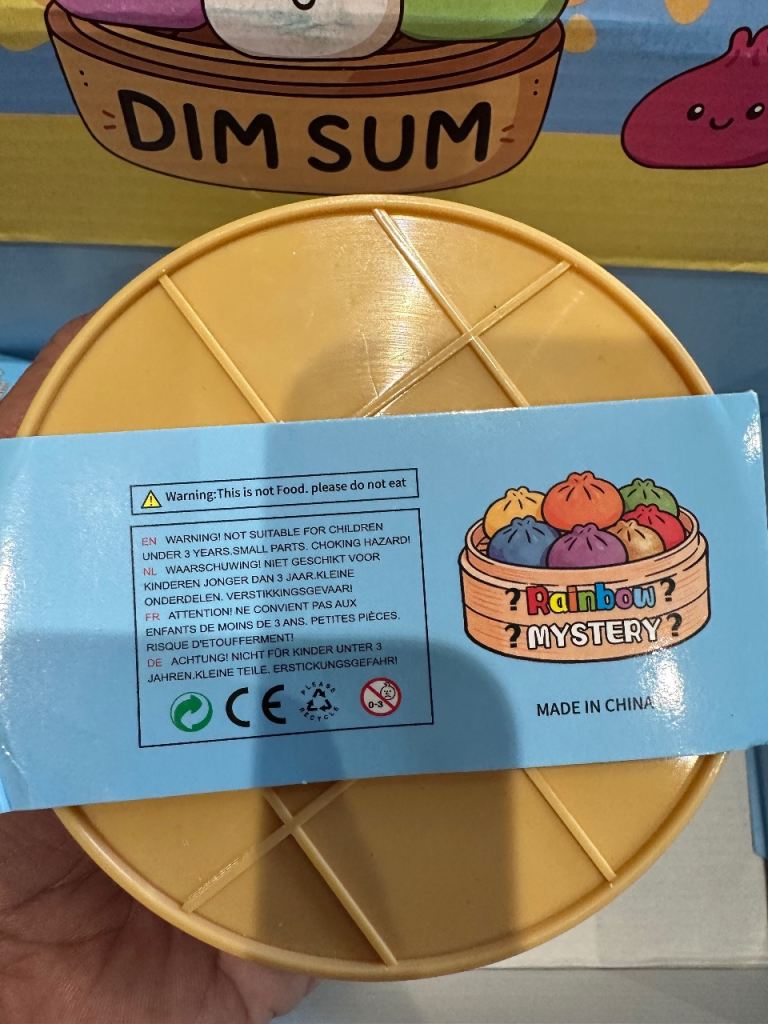 DIM SUM
Warning:This is not Food. please do not eat
EN WARNING! NOT SUITABLE FOR CHILDREN
UNDER 3 YEARS.SMALL PARTS. CHOKING HAZARD!
NL WAARSCHUWING! NIET GESCHIKT VOOR
KINDEREN JONGER DAN 3 JAAR.KLEINE
ONDERDELEN. VERSTIKKINGSGEVAAR!
FR ATTENTION! NE CONVIENT PAS AUX
ENFANTS DE MOINS DE 3 ANS. PETITES PIÈCES.
RISQUE D'ETOUFFERMENT!
DE ACHTUNG! NICHT FÜR KINDER UNTER 3
JAHREN.KLEINE TEILE. ERSTICKUNGSGEFAHR!
CE
PLEASE
RECYCLE
0-3
? Rainbow ?
? MYSTERY ?
MADE IN CHINA